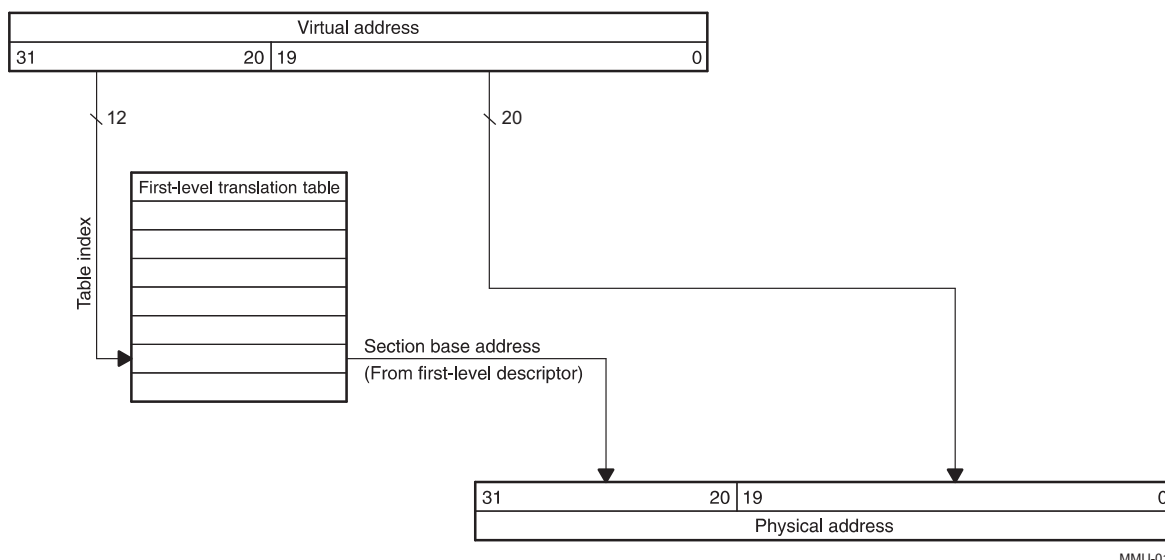 Virtual address
31 20 19 0
12 20
First-level translation table
Table index
Section base address
(From first-level descriptor)
31 20 19 0
Physical address